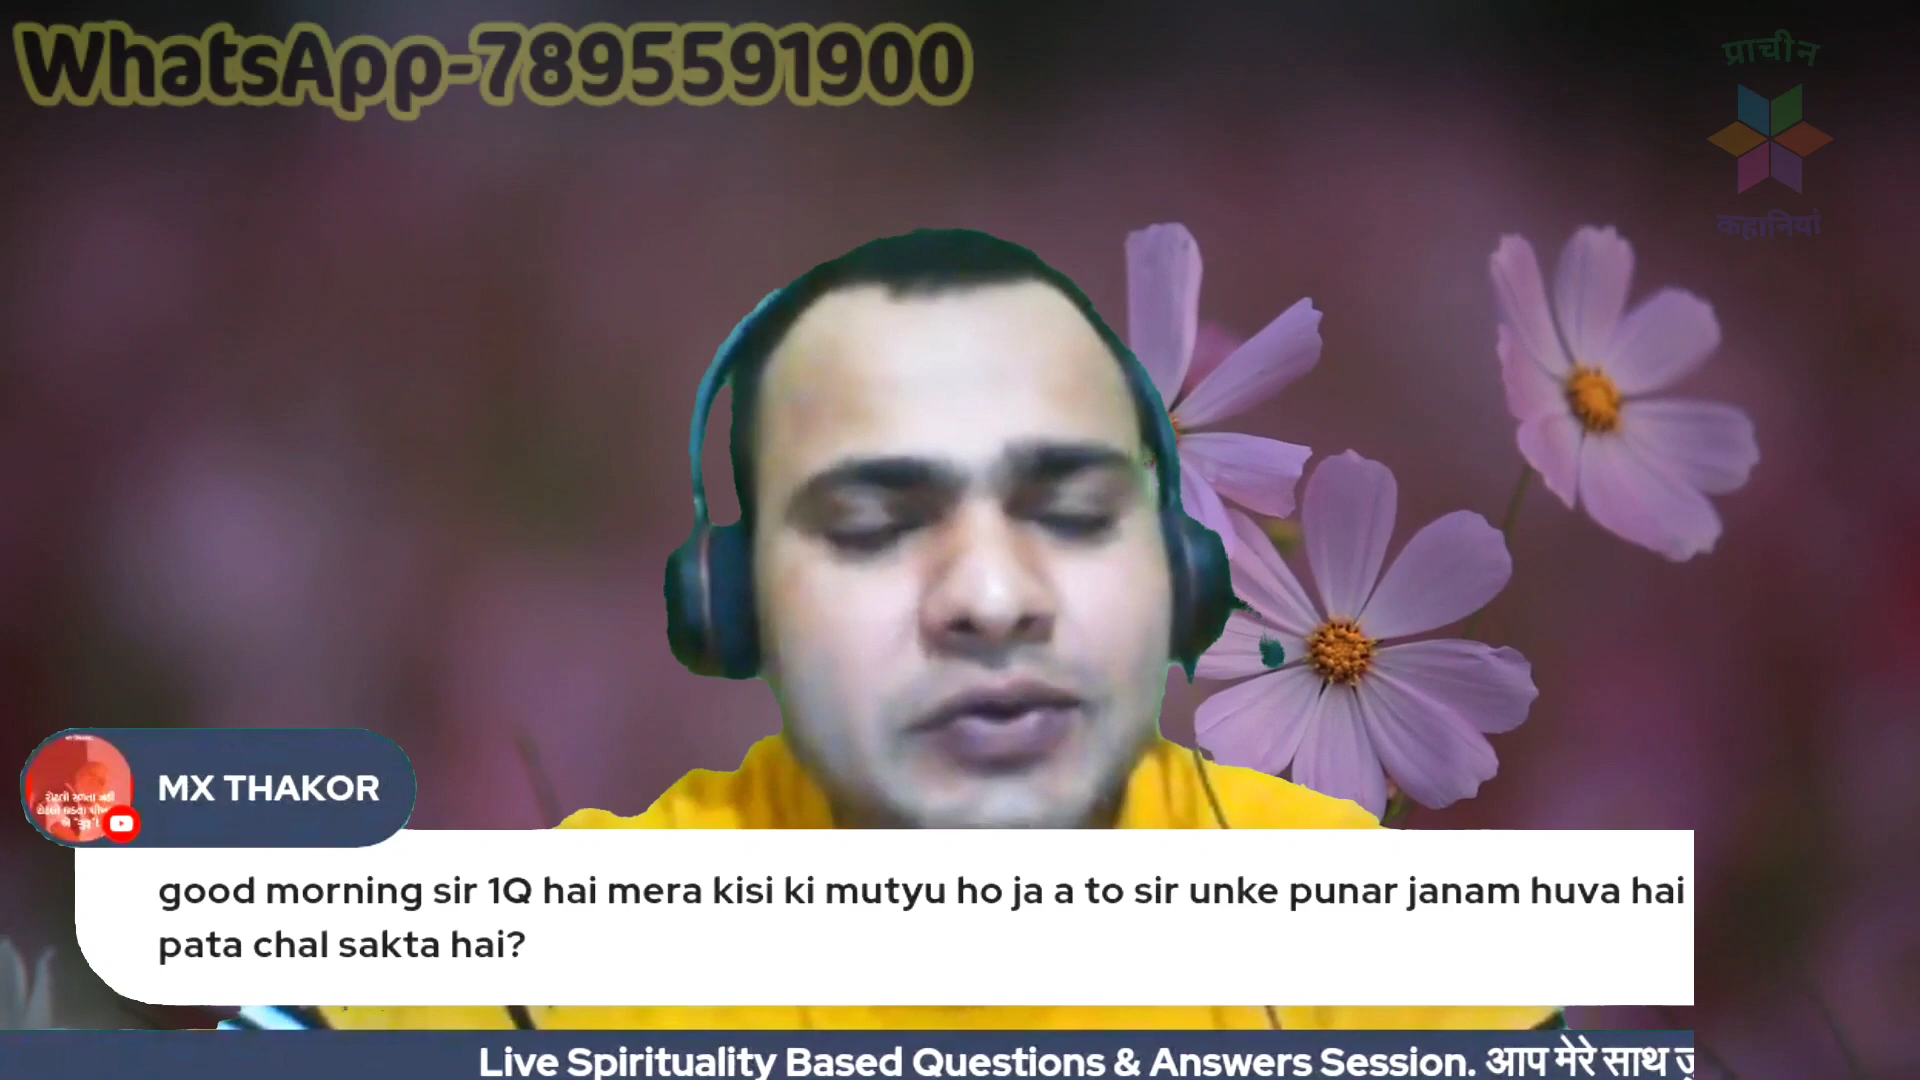 WhatsApp-7895591900
प्राचीन
कहानियां
MX THAKOR
good morning sir 1Q hai mera kisi ki mutyu ho ja a to sir unke punar janam huva hai
pata chal sakta hai?
Live Spirituality Based Questions & Answers Session. आप मेरे साथ